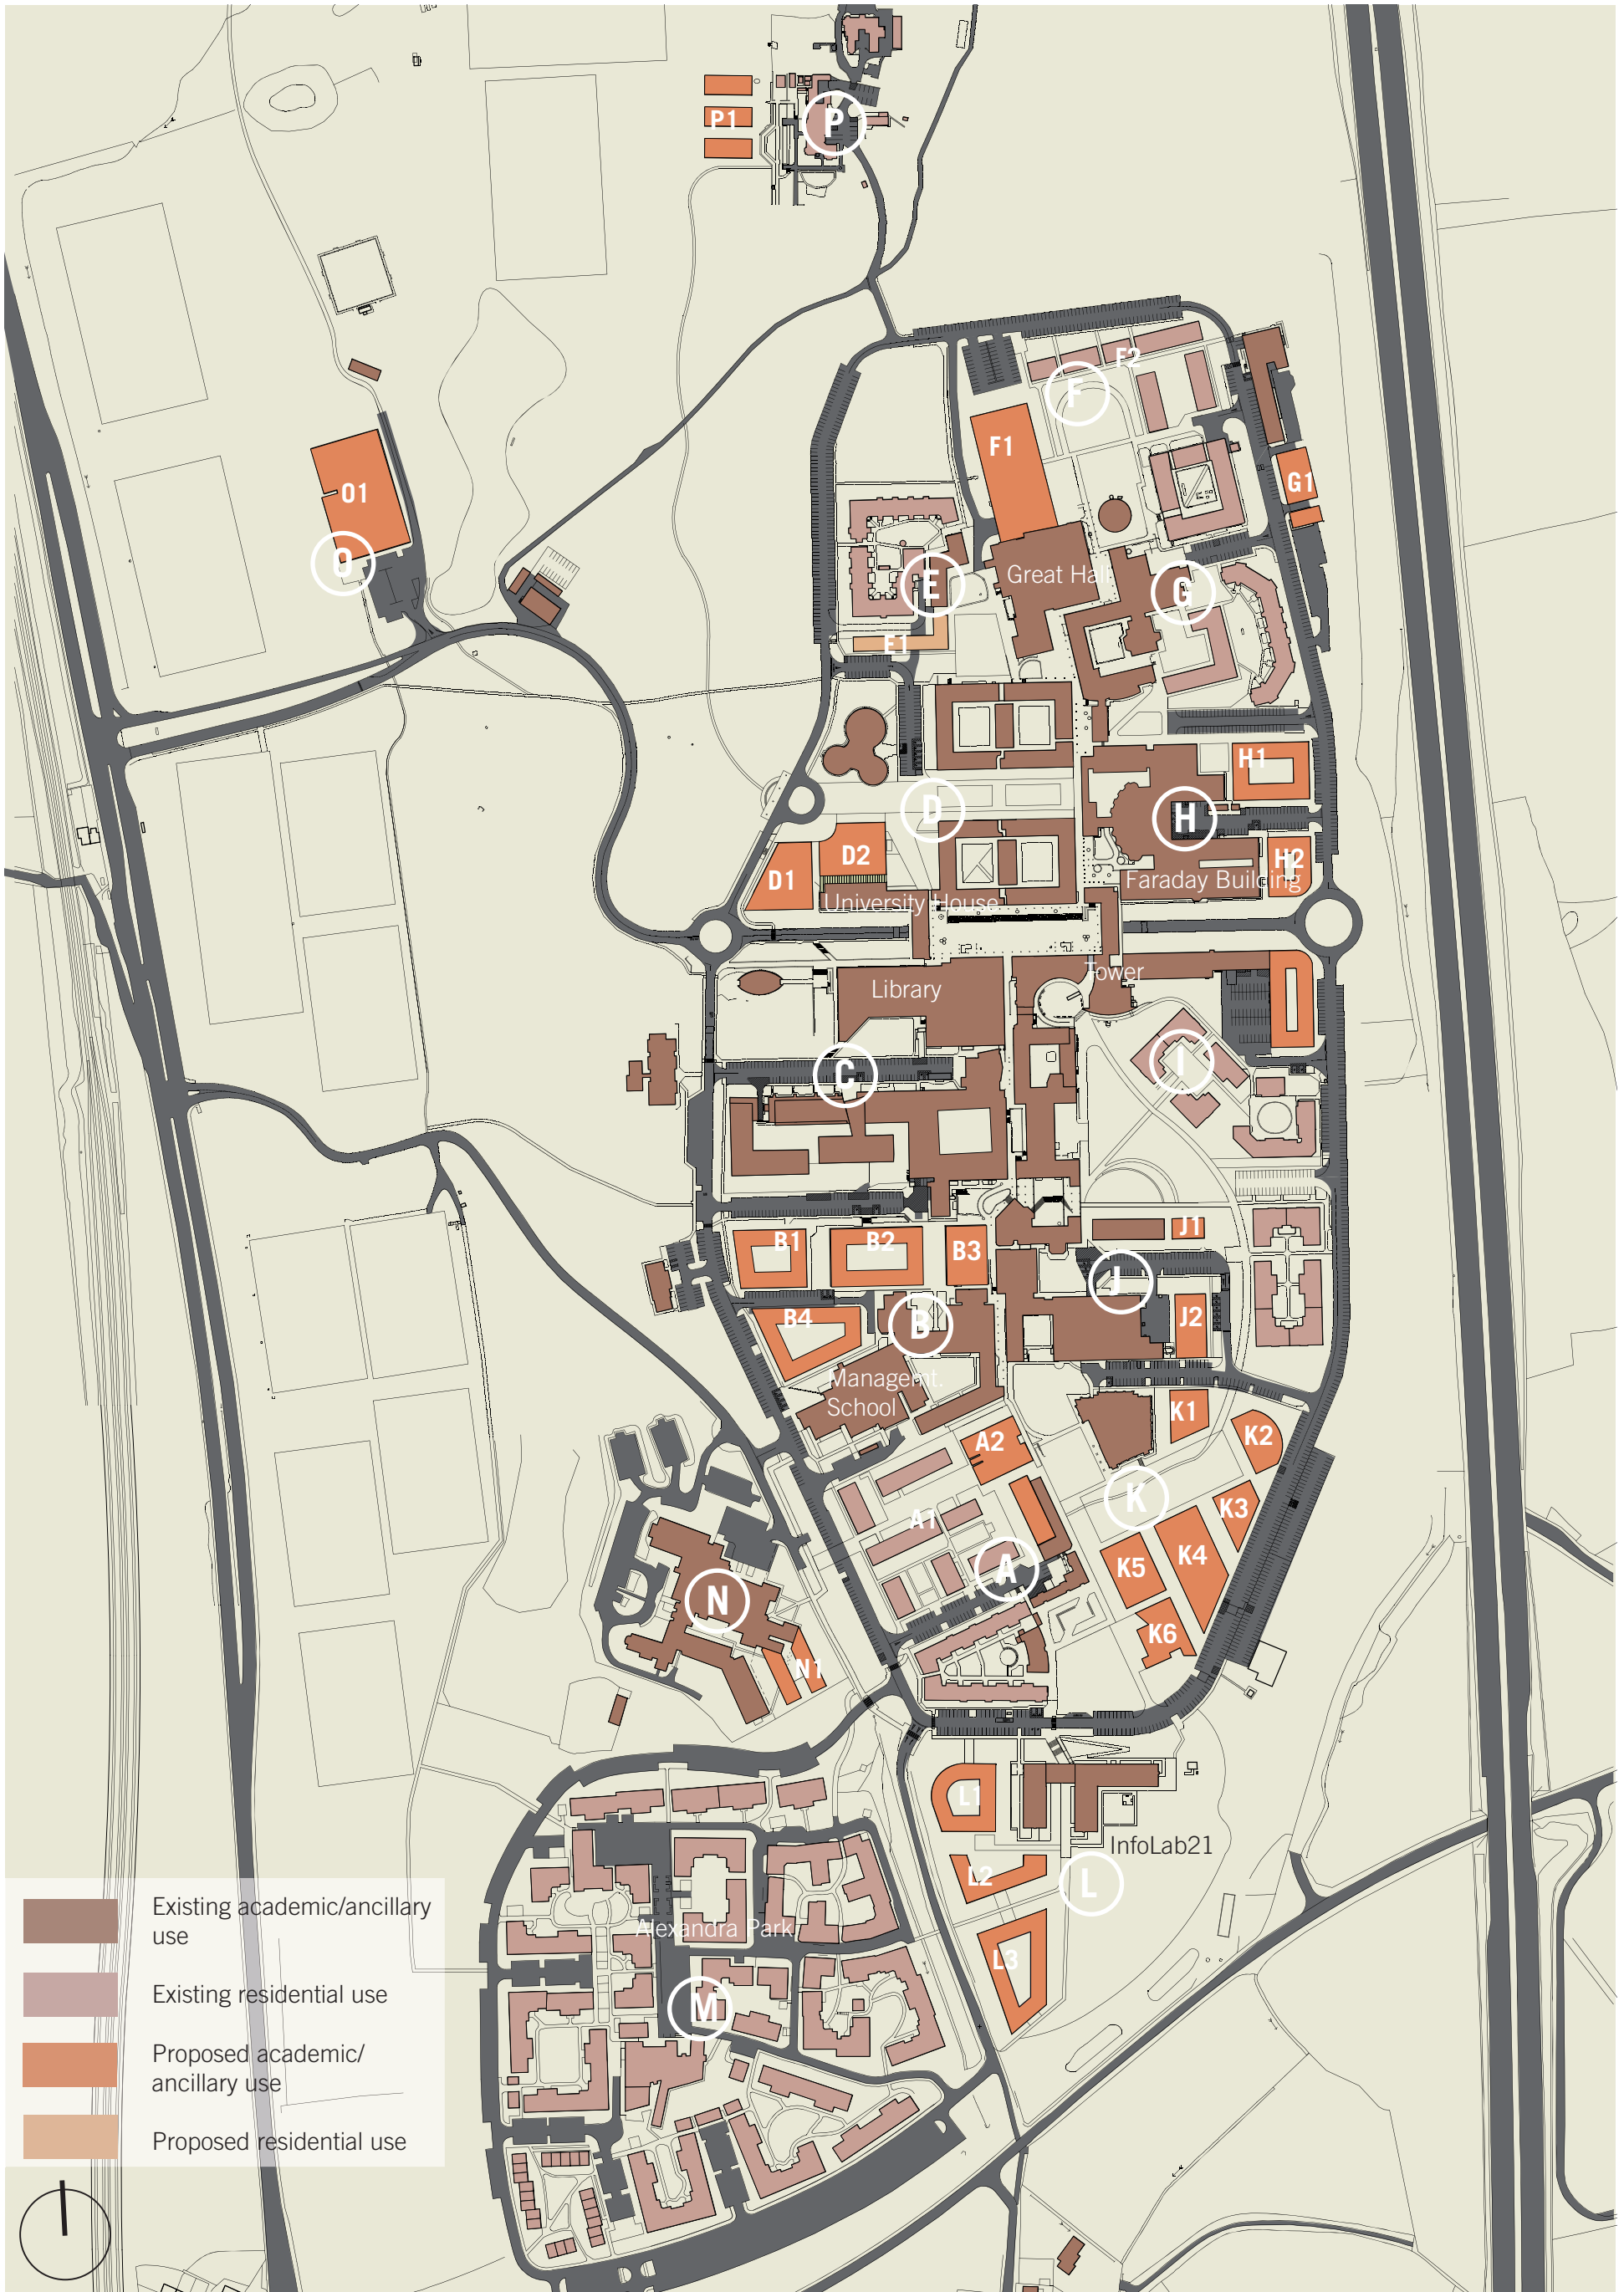 P1
P
F2
F
F1
G1
O1
O
E
Great Hall
G
E1
H1
D
H
D2
D1
H2
Faraday Building
University House
Tower
Library
I
C
J1
B1
B2
B3
J
B4
B
J2
Managemt.
School
K1
K2
A2
K
K3
A1
K4
K5
A
N
K6
N1
L1
InfoLab21
L2
L
Alexandra Park
L3
M
Existing academic/ancillary
use
Existing residential use
Proposed academic/
ancillary use
Proposed residential use